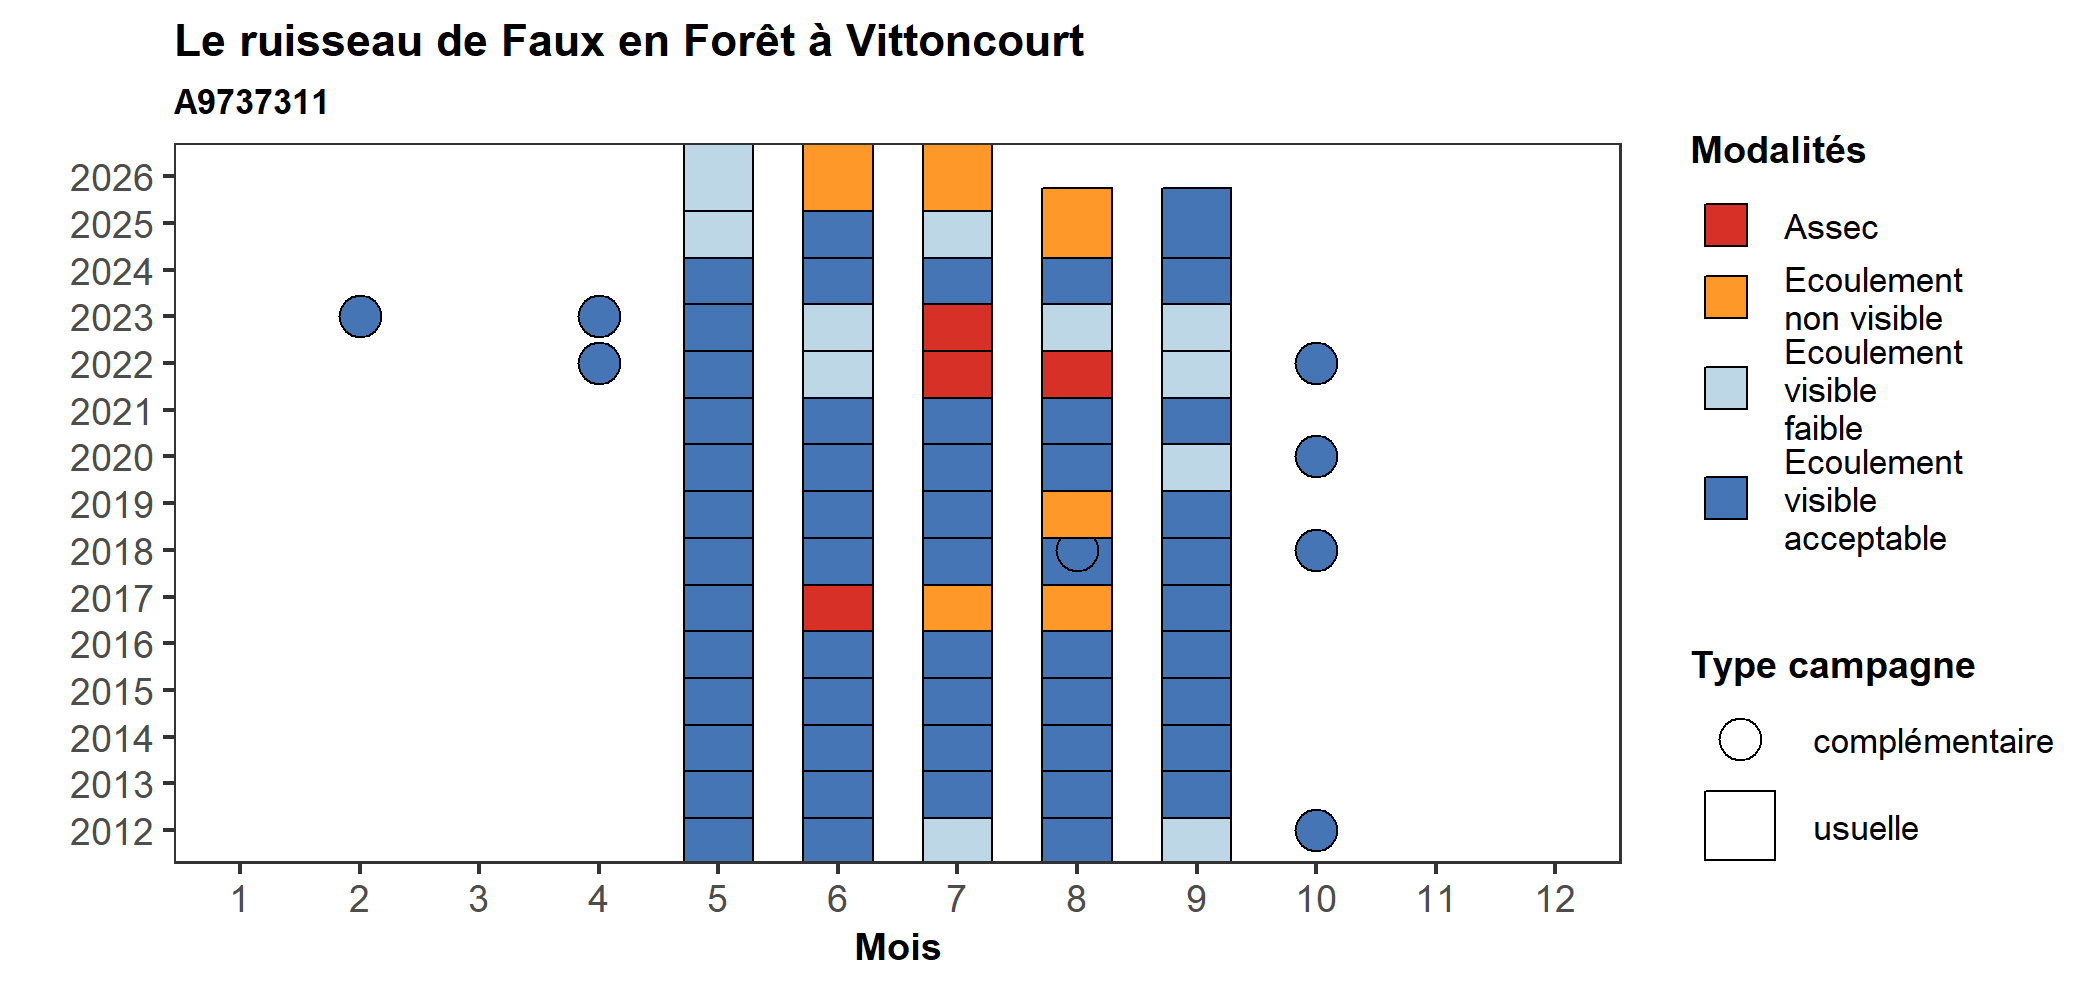 Le ruisseau de Faux en Forêt à Vittoncourt
A9737311
2026
2025
2024
2023
2022
2021
2020
2019
2018
2017
2016
2015
2014
2013
2012
1 2 3 4 5 6 7 8 9 10 11 12
Mois
Modalités
Assec
Ecoulement
non visible
Ecoulement
visible
faible
Ecoulement
visible
acceptable
Type campagne
complémentaire
usuelle